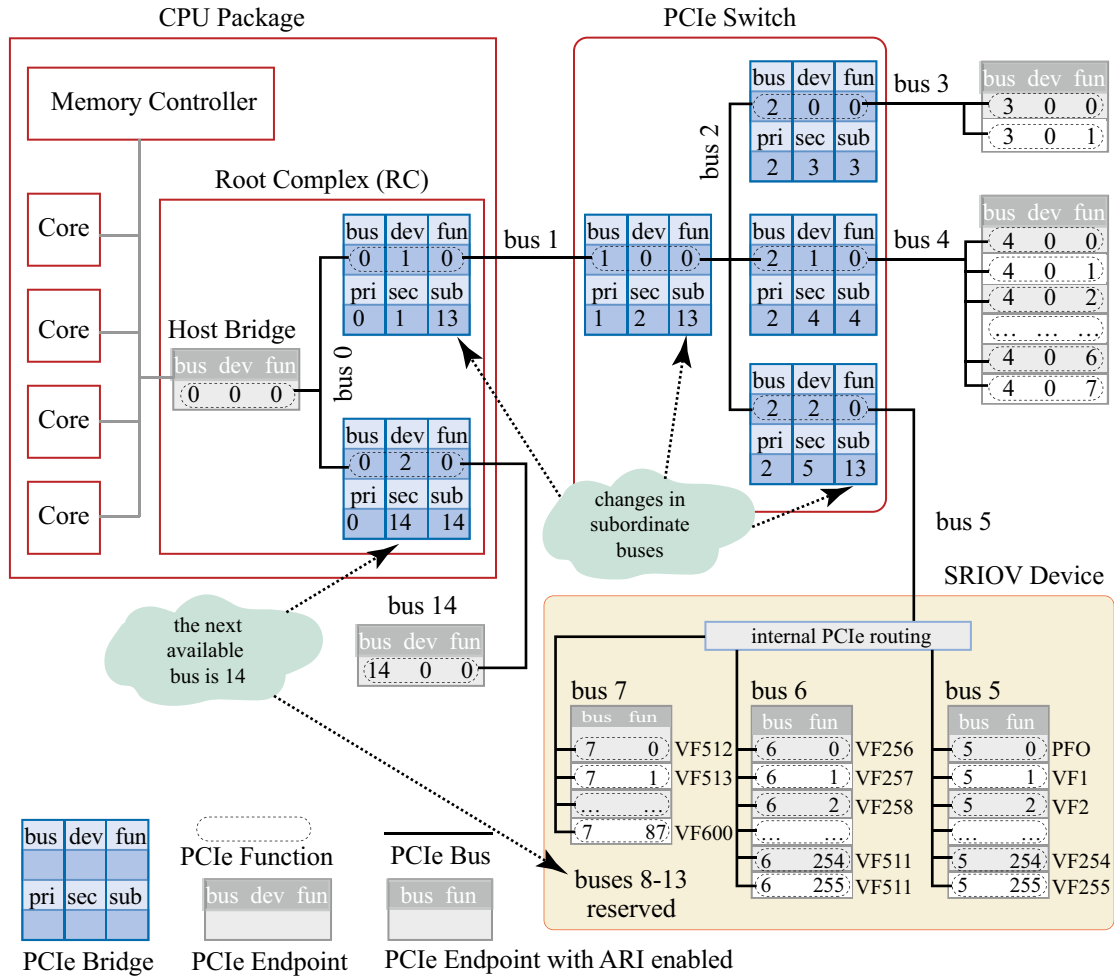 CPU Package
PCIe Switch
Memory Controller
Root Complex (RC)
Core
Core
Core
Core
Host Bridge
bus dev fun
0 0 0
bus 0
bus dev fun
0 1 0
pri sec sub
0 1 13
bus dev fun
0 2 0
pri sec sub
0 14 14
bus 1
bus dev fun
1 0 0
pri sec sub
1 2 13
bus 2
bus dev fun
2 0 0
pri sec sub
2 3 3
bus dev fun
2 1 0
pri sec sub
2 4 4
bus dev fun
2 2 0
pri sec sub
2 5 13
bus 3
bus dev fun
3 0 0
3 0 1
bus 4
bus dev fun
4 0 0
4 0 1
4 0 2
... ... ...
4 0 6
4 0 7
changes in
subordinate
buses
bus 5
the next
available
bus is 14
bus 14
bus dev fun
14 0 0
SRIOV Device
internal PCIe routing
bus 7
bus fun
7 0 VF512
7 1 VF513
... ...
7 87 VF600
bus 6
bus fun
6 0 VF256
6 1 VF257
6 2 VF258
... ...
6 254 VF511
6 255 VF511
bus 5
bus fun
5 0 PFO
5 1 VF1
5 2 VF2
... ...
5 254 VF254
5 255 VF255
buses 8-13
reserved
bus dev fun
pri sec sub
PCIe Bridge
PCIe Function
bus dev fun
PCIe Endpoint
PCIe Bus
bus fun
PCIe Endpoint with ARI enabled